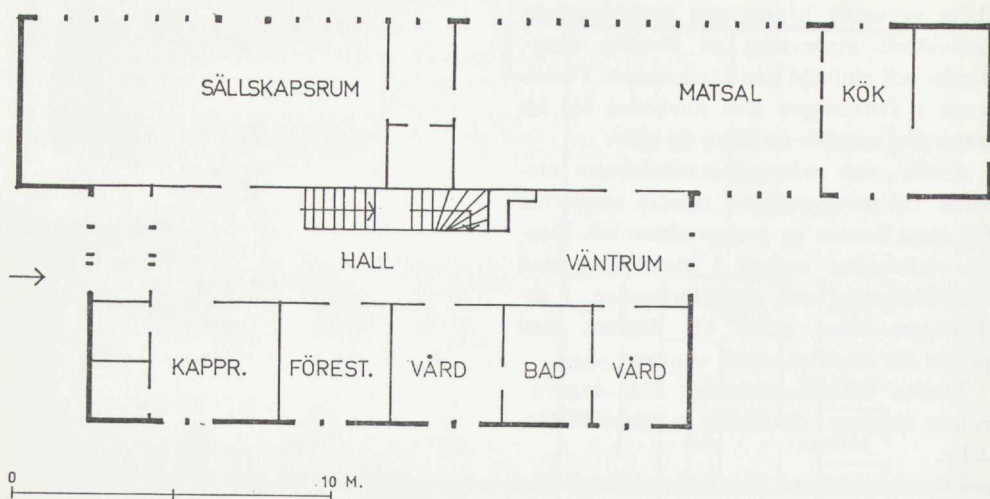 SÄLLSKAPSRUM
MATSAL
KÖK
HALL
VÄNTRUM
KAPPR.
FÖREST.
VÅRD
BAD
VÅRD
0
10 M.